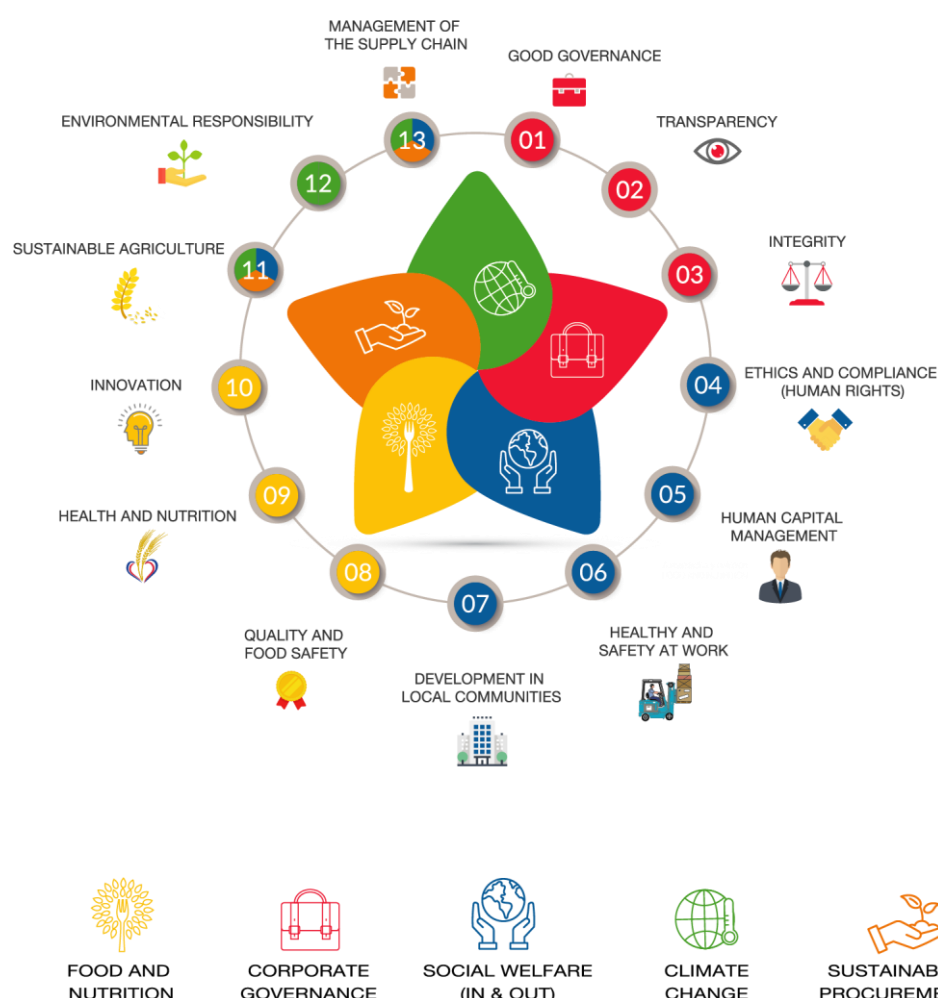 MANAGEMENT OF
THE SUPPLY CHAIN
GOOD GOVERNANCE
ENVIRONMENTAL RESPONSIBILITY
TRANSPARENCY
13
01
12
02
SUSTAINABLE AGRICULTURE
INTEGRITY
11
03
INNOVATION
10
04
ETHICS AND COMPLIANCE
(HUMAN RIGHTS)
09
05
HEALTH AND NUTRITION
HUMAN CAPITAL
MANAGEMENT
08
06
07
QUALITY AND
FOOD SAFETY
HEALTHY AND
SAFETY AT WORK
DEVELOPMENT IN
LOCAL COMMUNITIES
FOOD AND
NUTRITION
CORPORATE
GOVERNANCE
SOCIAL WELFARE
(IN & OUT)
CLIMATE
CHANGE